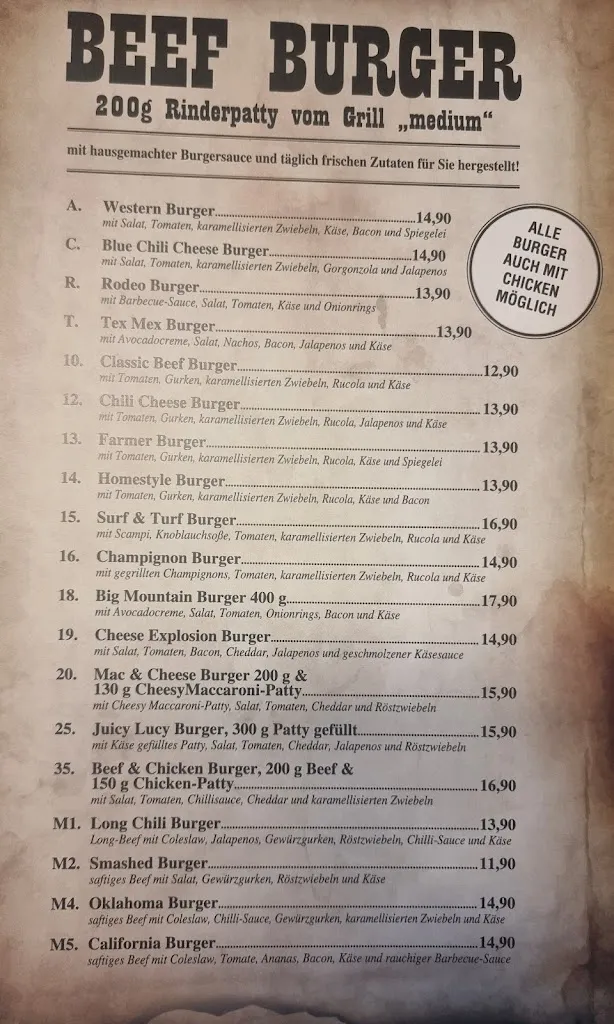 BEEF BURGER
200g Rinderpatty vom Grill „medium“
mit hausgemachter Burgersauce und täglich frischen Zutaten für Sie hergestellt!
ALLE
BURGER
AUCH MIT
CHICKEN
MÖGLICH
A. Western Burger..........14,90
mit Salat, Tomaten, karamellisierten Zwiebeln, Käse, Bacon und Spiegelei
C. Blue Chili Cheese Burger..........14,90
mit Salat, Tomaten, karamellisierten Zwiebeln, Gorgonzola und Jalapenos
R. Rodeo Burger..........13,90
mit Barbecue-Sauce, Salat, Tomaten, Käse und Onionrings
T. Tex Mex Burger..........13,90
mit Avocadocreme, Salat, Nachos, Bacon, Jalapenos und Käse
10. Classic Beef Burger..........12,90
mit Tomaten, Gurken, karamellisierten Zwiebeln, Rucola und Käse
12. Chili Cheese Burger..........13,90
mit Tomaten, Gurken, karamellisierten Zwiebeln, Rucola, Jalapenos und Käse
13. Farmer Burger..........13,90
mit Tomaten, Gurken, karamellisierten Zwiebeln, Rucola, Käse und Spiegelei
14. Homestyle Burger..........13,90
mit Tomaten, Gurken, karamellisierten Zwiebeln, Rucola, Käse und Bacon
15. Surf & Turf Burger..........16,90
mit Scampi, Knoblauchsoße, Tomaten, karamellisierten Zwiebeln, Rucola und Käse
16. Champignon Burger..........14,90
mit gegrillten Champignons, Tomaten, karamellisierten Zwiebeln, Rucola und Käse
18. Big Mountain Burger 400 g..........17,90
mit Avocadocreme, Salat, Tomaten, Onionrings, Bacon und Käse
19. Cheese Explosion Burger..........14,90
mit Salat, Tomaten, Bacon, Cheddar, Jalapenos und geschmolzener Käsesauce
20. Mac & Cheese Burger 200 g &
130 g CheesyMaccaroni-Patty..........15,90
mit Cheesy Maccaroni-Patty, Salat, Tomaten, Cheddar und Röstzwiebeln
25. Juicy Lucy Burger, 300 g Patty gefüllt..........15,90
mit Käse gefülltes Patty, Salat, Tomaten, Cheddar, Jalapenos und Röstzwiebeln
35. Beef & Chicken Burger, 200 g Beef &
150 g Chicken-Patty..........16,90
mit Salat, Tomaten, Chillisauce, Cheddar und karamellisierten Zwiebeln
M1. Long Chili Burger..........13,90
Long-Beef mit Coleslaw, Jalapenos, Gewürzgurken, Röstzwiebeln, Chilli-Sauce und Käse
M2. Smashed Burger..........11,90
saftiges Beef mit Salat, Gewürzgurken, Röstzwiebeln und Käse
M4. Oklahoma Burger..........14,90
saftiges Beef mit Coleslaw, Chilli-Sauce, Gewürzgurken, karamellisierten Zwiebeln und Käse
M5. California Burger..........14,90
saftiges Beef mit Coleslaw, Tomate, Ananas, Bacon, Käse und rauchiger Barbecue-Sauce